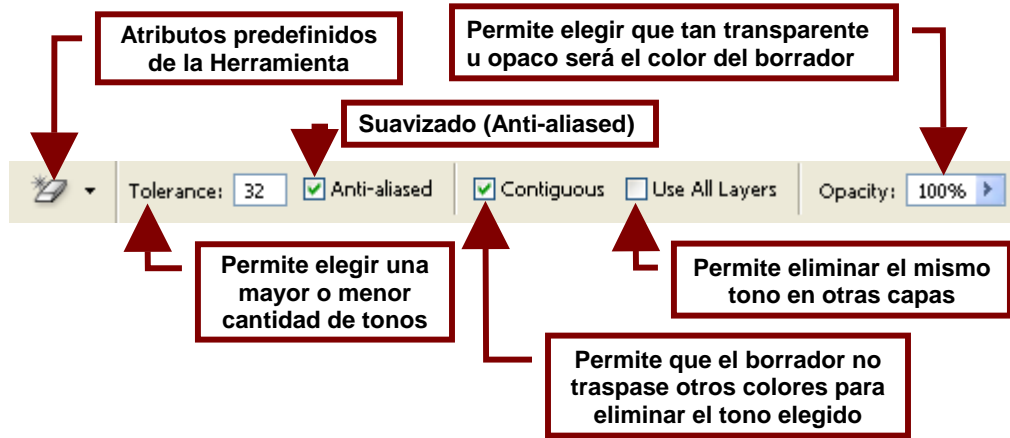 Atributos predefinidos
de la Herramienta
Permite elegir que tan transparente
u opaco será el color del borrador
Suavizado (Anti-aliased)
Tolerance: 32 Anti-aliased Contiguous Use All Layers Opacity: 100%
Permite elegir una
mayor o menor
cantidad de tonos
Permite eliminar el mismo
tono en otras capas
Permite que el borrador no
traspase otros colores para
eliminar el tono elegido